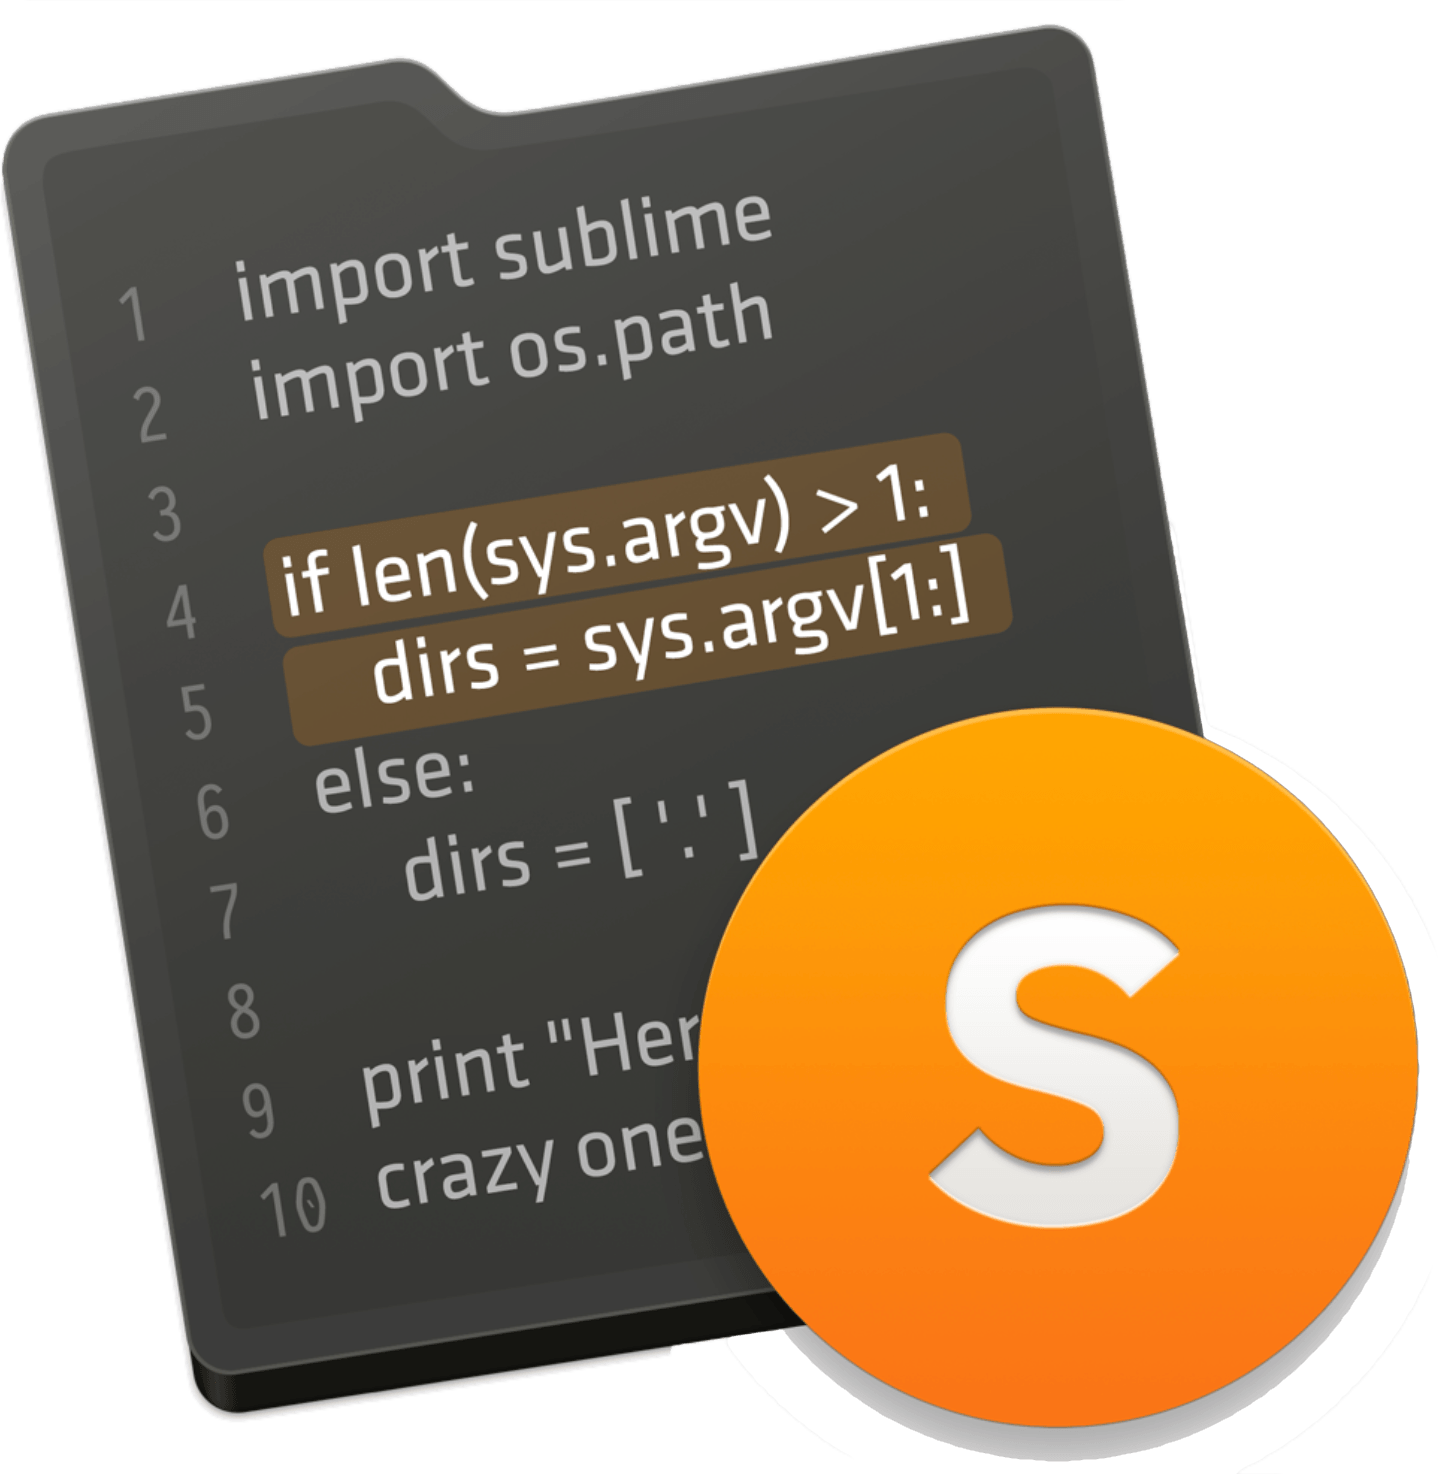 1 import sublime
2 import os.path
3
4 if len(sys.argv) > 1:
5 dirs = sys.argv[1:]
6 else:
7 dirs = ['.']
8
9 print "Her
10 crazy one
S